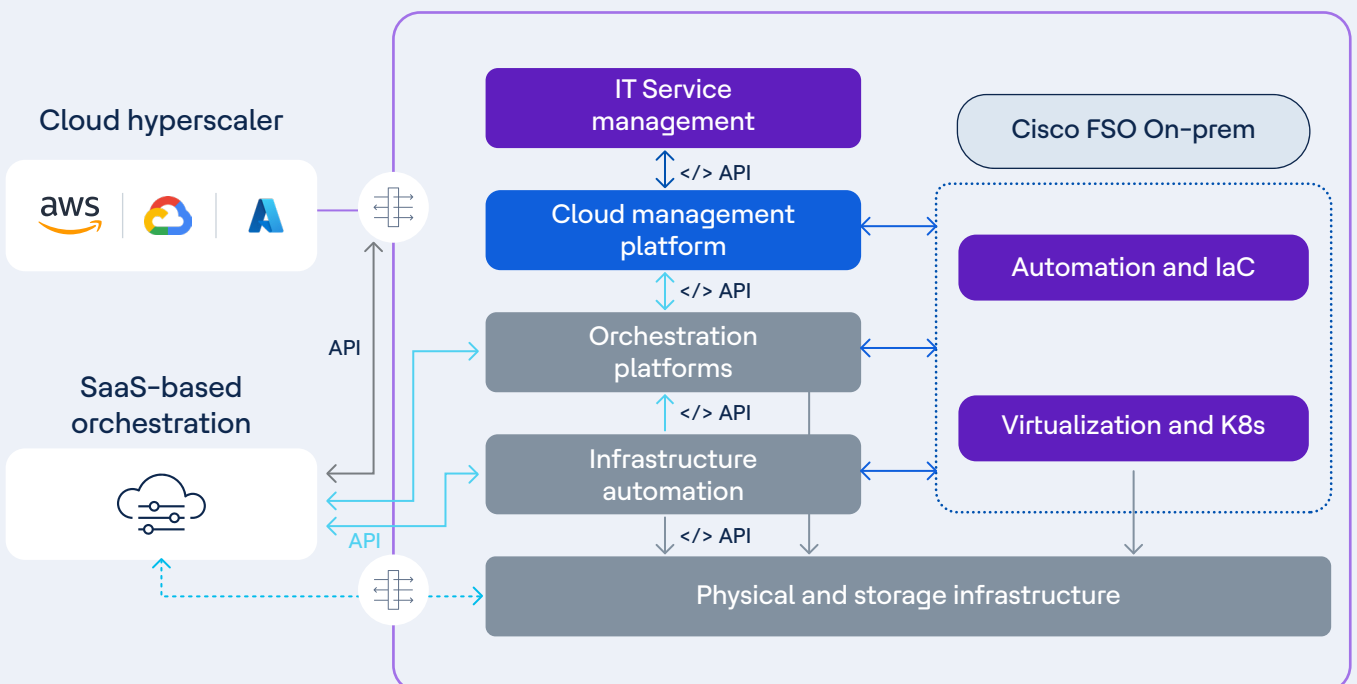 Cloud hyperscaler
aws
API
SaaS-based
orchestration
API
IT Service
management
</> API
Cloud management
platform
</> API
Orchestration
platforms
</> API
Infrastructure
automation
</> API
Physical and storage infrastructure
Cisco FSO On-prem
Automation and IaC
Virtualization and K8s